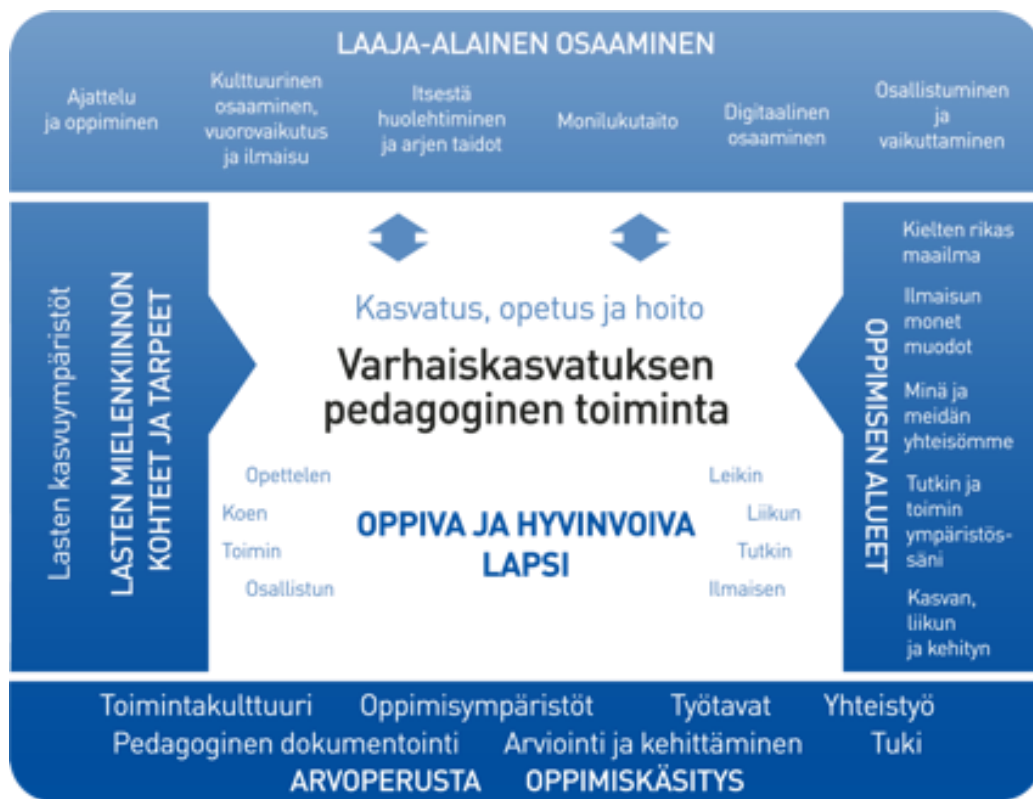 LAAJA-ALAINEN OSAAMINEN
Ajattelu
ja oppiminen
Kulttuurinen
osaaminen,
vuorovaikutus
ja ilmaisu
Itsestä
huolehtiminen
ja arjen taidot
Monilukutaito
Digitaalinen
osaaminen
Osallistuminen
ja
vaikuttaminen
Lasten kasvuympäristöt
LASTEN MIELENKIINNON
KOHTEET JA TARPEET
Kasvatus, opetus ja hoito
Varhaiskasvatuksen
pedagoginen toiminta
Opettelen
Koen
Toimin
Osallistun
OPPIVA JA HYVINVOIVA
LAPSI
Leikin
Liikun
Tutkin
Ilmaisen
OPPIMISEN ALUEET
Kielten rikas
maailma
Ilmaisun
monet
muodot
Minä ja
meidän
yhteisömme
Tutkin ja
toimin
ympäristös-
säni
Kasvan,
liikun
ja kehityn
Toimintakulttuuri Oppimisympäristöt Työtavat Yhteistyö
Pedagoginen dokumentointi Arviointi ja kehittäminen Tuki
ARVOPERUSTA OPPIMISKÄSITYS